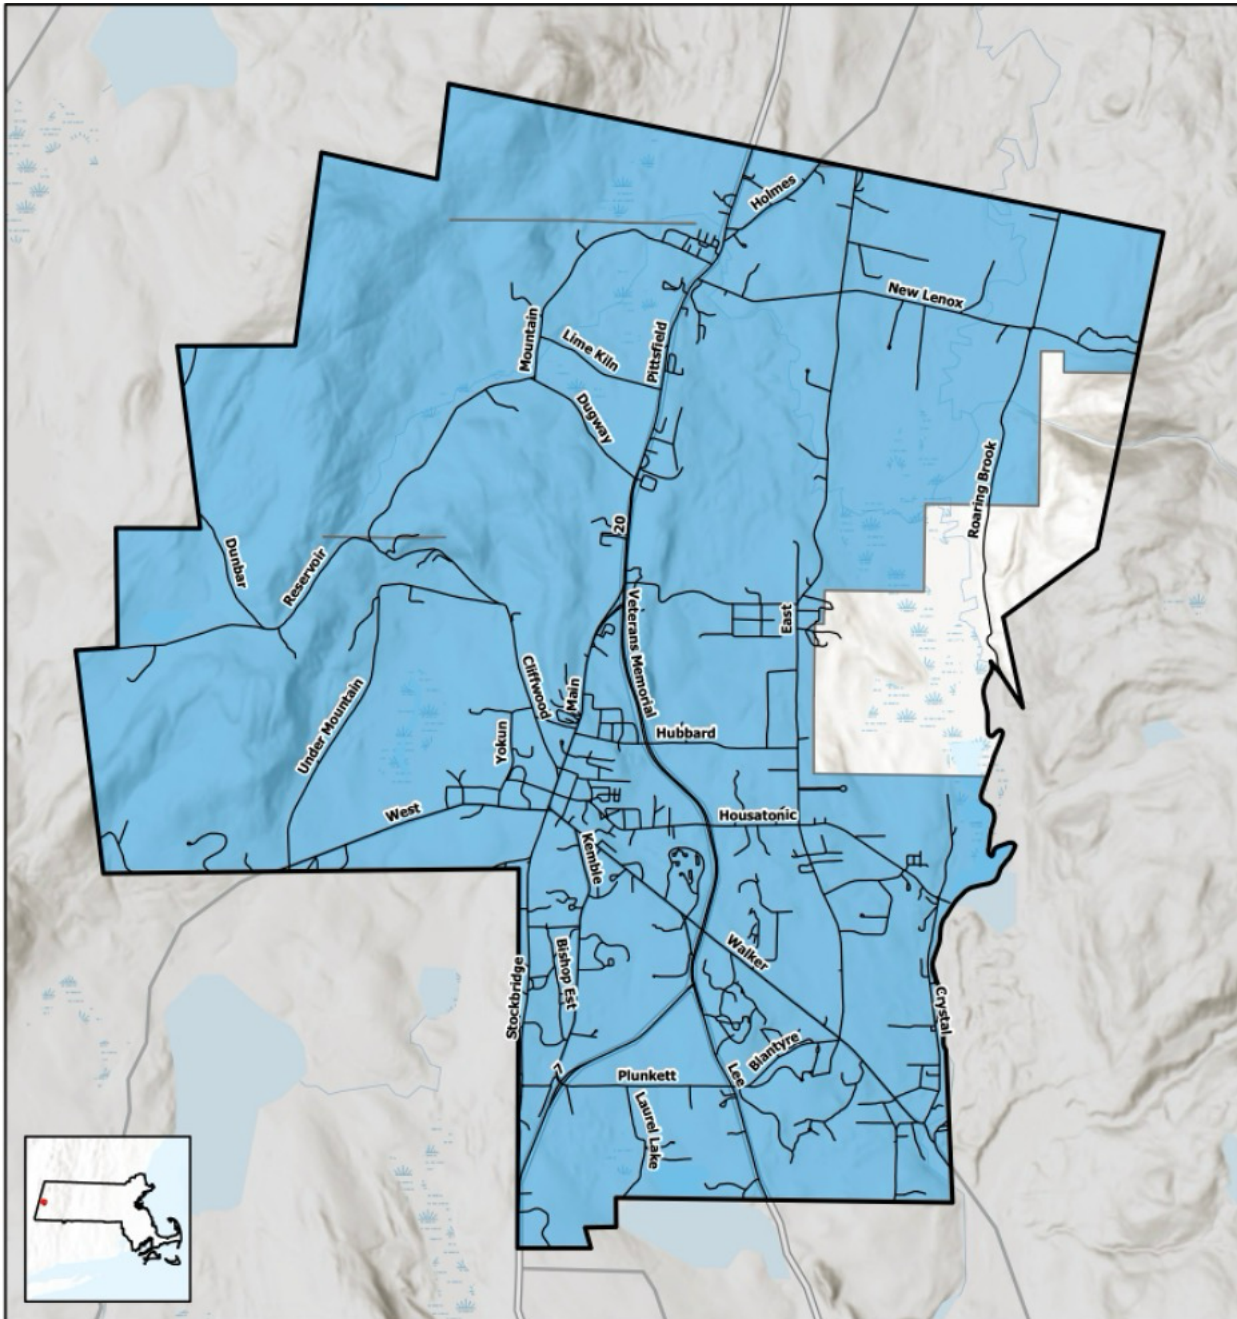 Holmes
New Lenox
Mountain
Lime Kiln
Pittsfield
Dugway
Roaring Brook
20
Dunbar
Reservoir
Veterans Memorial
East
Cliffwood
Main
Under Mountain
Yokun
Hubbard
West
Housatonic
Kemble
Walker
Bishop Est
Stockbridge
Crystal
7
Lee
Blantyre
Plunkett
Laurel Lake